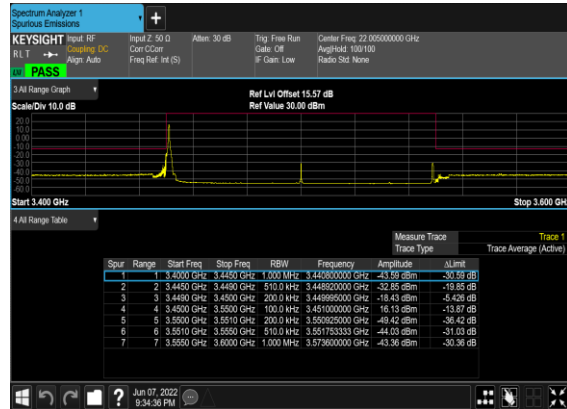 Spectrum Analyzer 1
Spurious Emissions
+
KEYSIGHT Input: RF Input Z: 50 Ω Atten: 30 dB Trig: Free Run Center Freq: 22.005000000 GHz
RLT Coupling: DC Corr CCorr Gate: Off Avg|Hold: 100/100
Align: Auto Freq Ref: Int (S) IF Gain: Low Radio Std: None
LW PASS
3 All Range Graph
Ref Lvl Offset 15.57 dB
Scale/Div 10.0 dB Ref Value 30.00 dBm
20.0
10.0
0.00
-10.0
-20.0
-30.0
-40.0
-50.0
-60.0
Start 3.400 GHz Stop 3.600 GH
4 All Range Table
Measure Trace Trace 1
Trace Type Trace Average (Active)
Spur Range Start Freq Stop Freq RBW Frequency Amplitude ΔLimit
1 1 3.4000 GHz 3.4450 GHz 1.000 MHz 3.440800000 GHz -43.59 dBm -30.59 dB
2 2 3.4450 GHz 3.4490 GHz 510.0 kHz 3.448920000 GHz -32.85 dBm -19.85 dB
3 3 3.4490 GHz 3.4500 GHz 200.0 kHz 3.449995000 GHz -18.43 dBm -5.426 dB
4 4 3.4500 GHz 3.5500 GHz 100.0 kHz 3.451000000 GHz 16.13 dBm -13.87 dB
5 5 3.5500 GHz 3.5510 GHz 200.0 kHz 3.550925000 GHz -49.42 dBm -36.42 dB
6 6 3.5510 GHz 3.5550 GHz 510.0 kHz 3.551753333 GHz -44.03 dBm -31.03 dB
7 7 3.5550 GHz 3.6000 GHz 1.000 MHz 3.573600000 GHz -43.36 dBm -30.36 dB
? Jun 07, 2022
9:34:36 PM